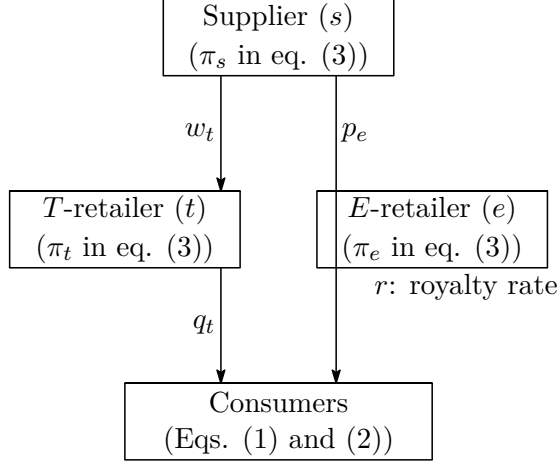 Supplier (s)
(π_s in eq. (3))
w_t
p_e
T-retailer (t)
(π_t in eq. (3))
E-retailer (e)
(π_e in eq. (3))
r: royalty rate
q_t
Consumers
(Eqs. (1) and (2))